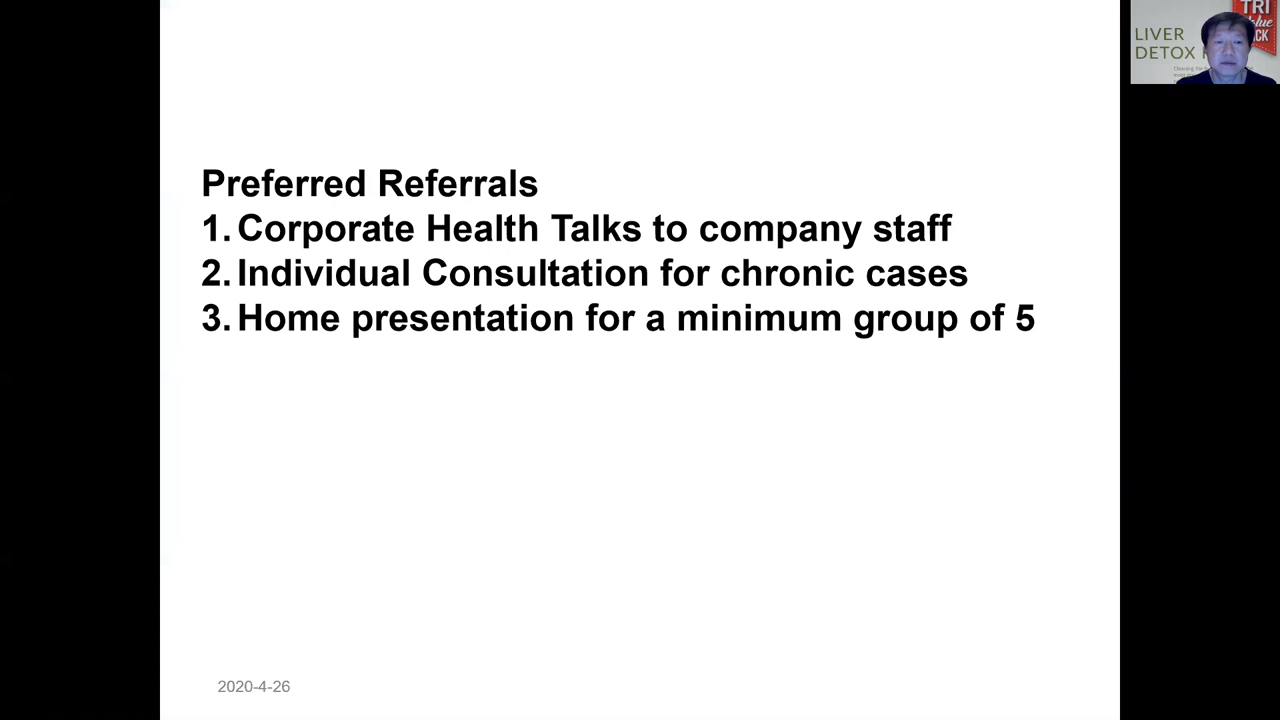 TRI
LIVER
DETOX
Preferred Referrals
1. Corporate Health Talks to company staff
2. Individual Consultation for chronic cases
3. Home presentation for a minimum group of 5
2020-4-26